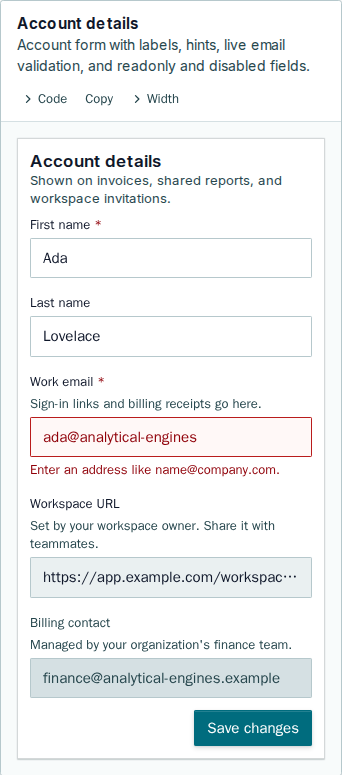 Account details
Account form with labels, hints, live email
validation, and readonly and disabled fields.
Code Copy Width
Account details
Shown on invoices, shared reports, and
workspace invitations.
First name *
Ada
Last name
Lovelace
Work email *
Sign-in links and billing receipts go here.
ada@analytical-engines
Enter an address like name@company.com.
Workspace URL
Set by your workspace owner. Share it with
teammates.
https://app.example.com/workspac…
Billing contact
Managed by your organization's finance team.
finance@analytical-engines.example
Save changes